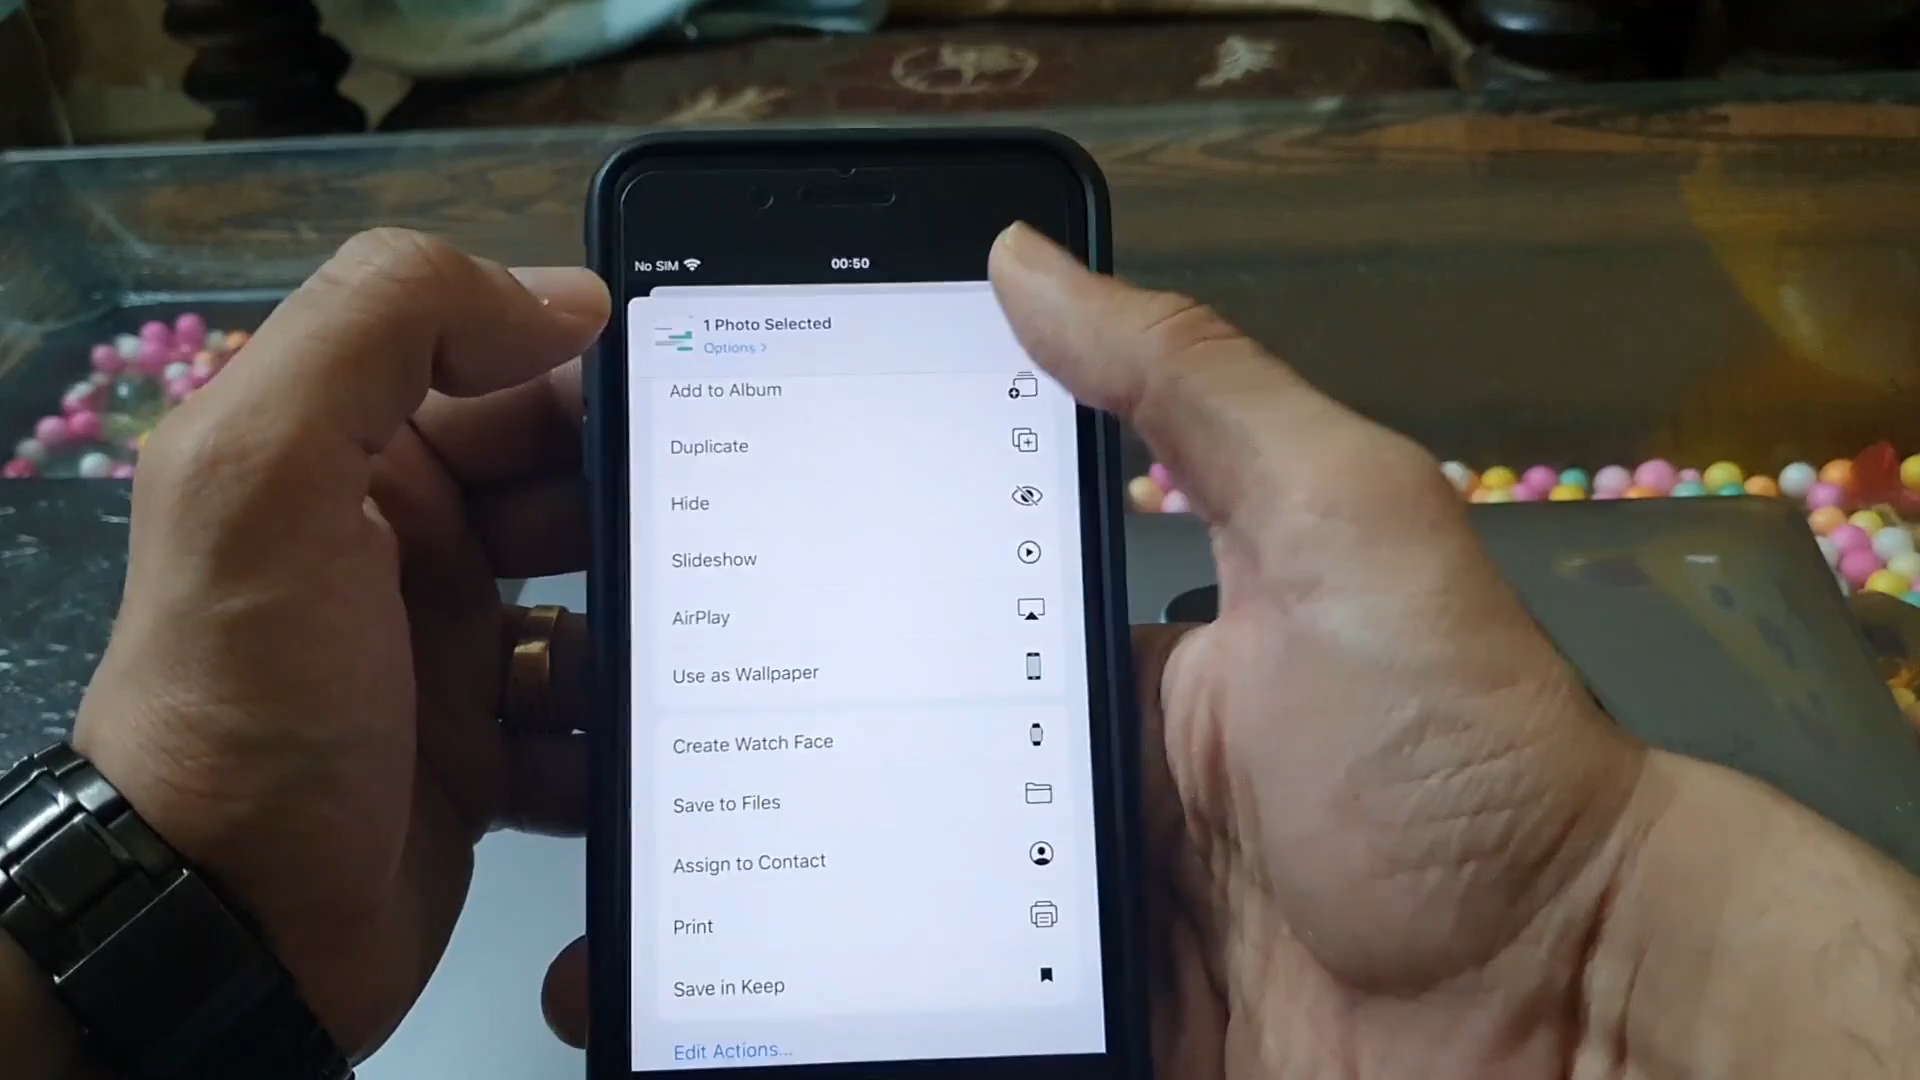 No SIM
00:50
1 Photo Selected
Options >
Add to Album
Duplicate
Hide
Slideshow
AirPlay
Use as Wallpaper
Create Watch Face
Save to Files
Assign to Contact
Print
Save in Keep
Edit Actions...